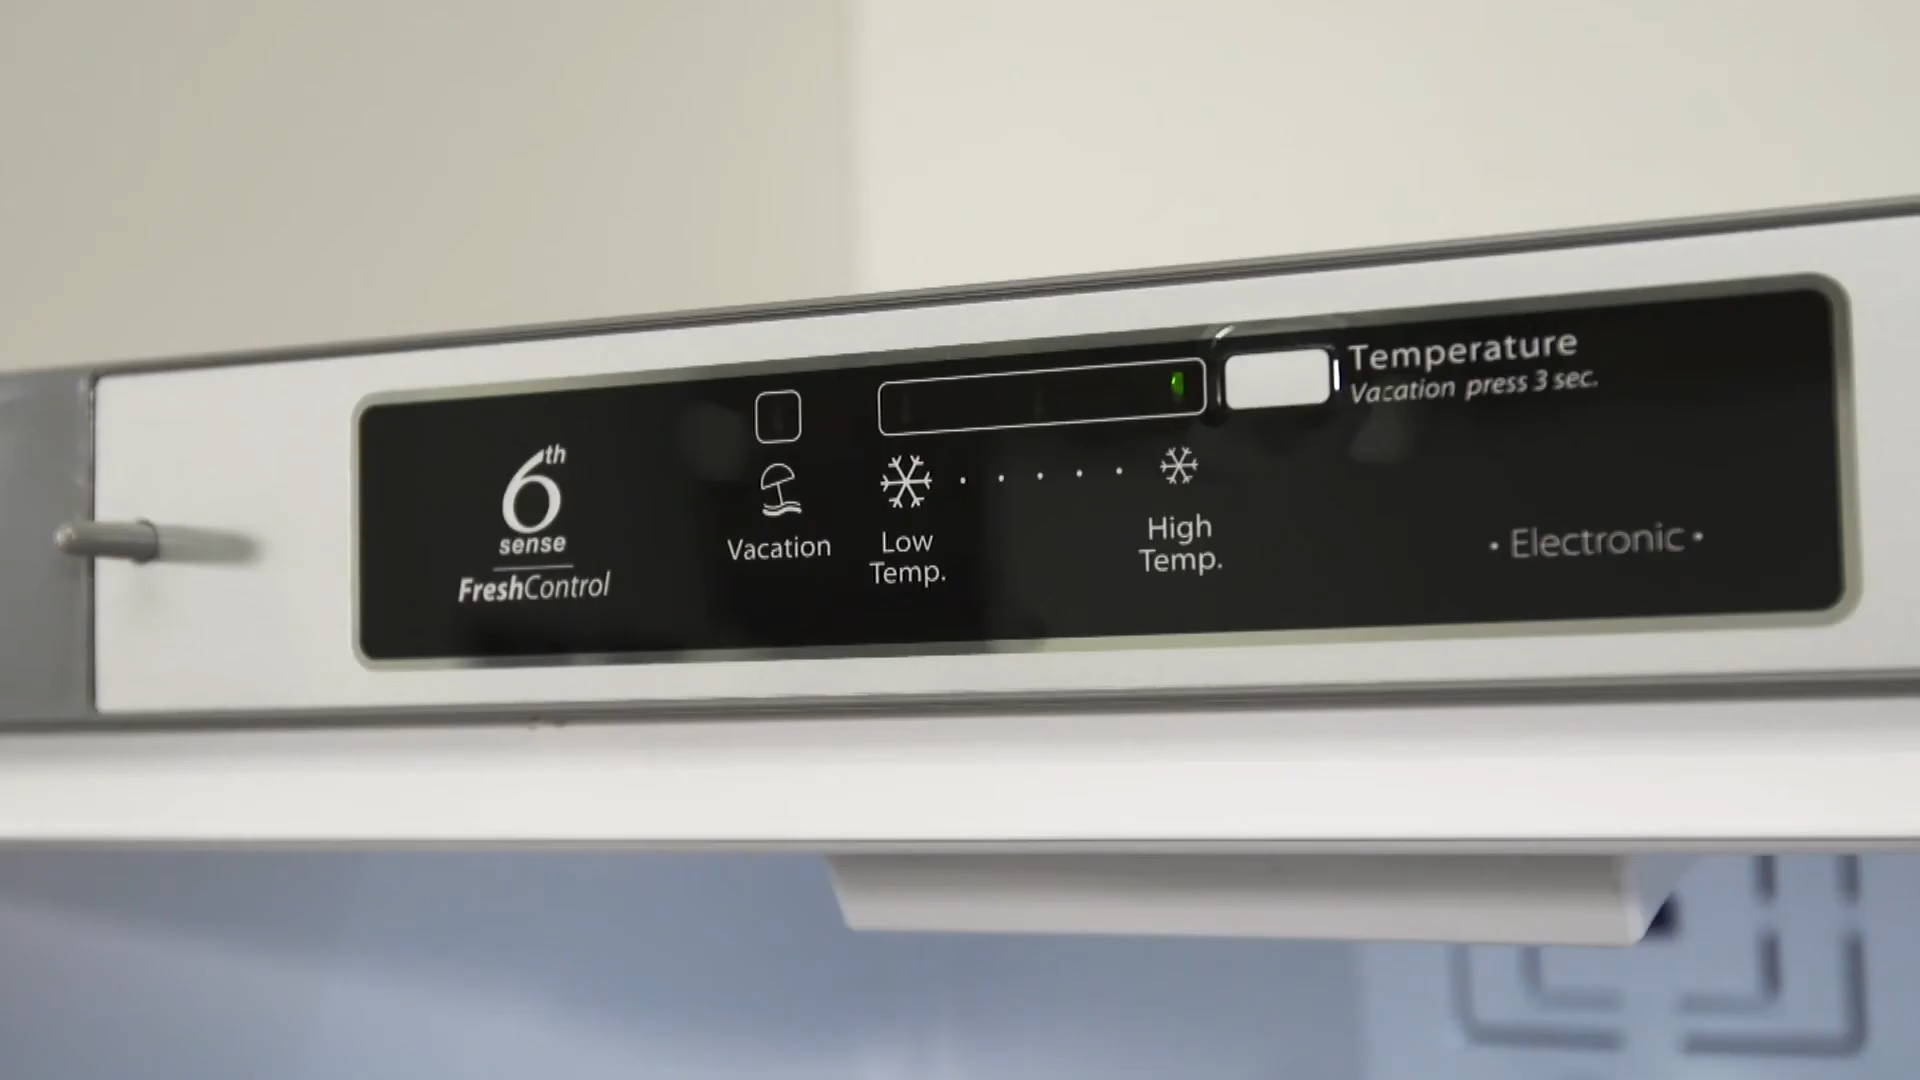 6th
sense
FreshControl
Vacation
Low
Temp.
High
Temp.
Temperature
Vacation press 3 sec.
• Electronic •